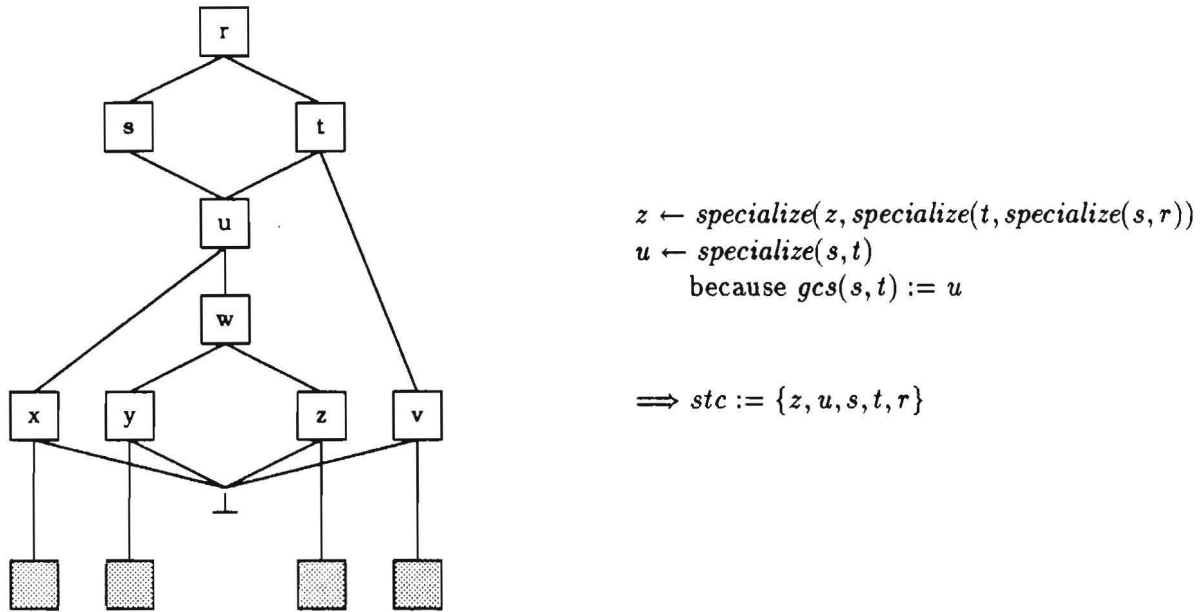 r
s t
u
w
x y z v
⊥
z ← specialize(z, specialize(t, specialize(s, r))
u ← specialize(s, t)
because gcs(s, t) := u
⟹ stc := {z, u, s, t, r}